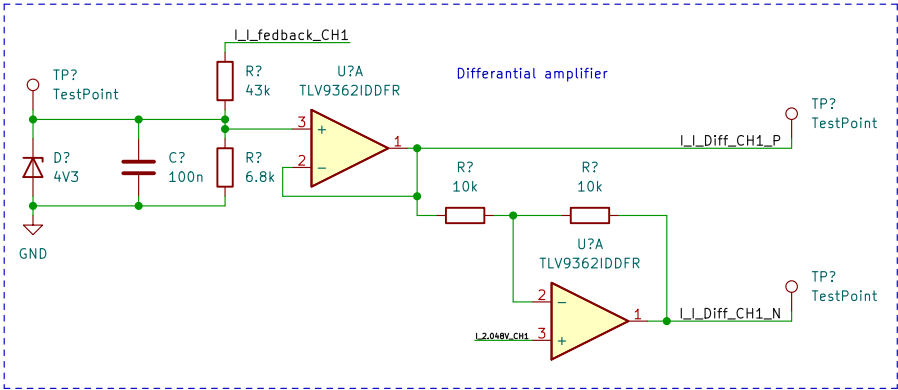 I_I_fedback_CH1
TP?
TestPoint
R?
43k
U?A
TLV9362IDDFR
Differantial amplifier
TP?
TestPoint
3
+
1
2
−
I_I_Diff_CH1_P
D?
4V3
C?
100n
R?
6.8k
R?
10k
R?
10k
GND
U?A
TLV9362IDDFR
TP?
TestPoint
2
−
1
I_I_Diff_CH1_N
I_2.048V_CH1
3
+